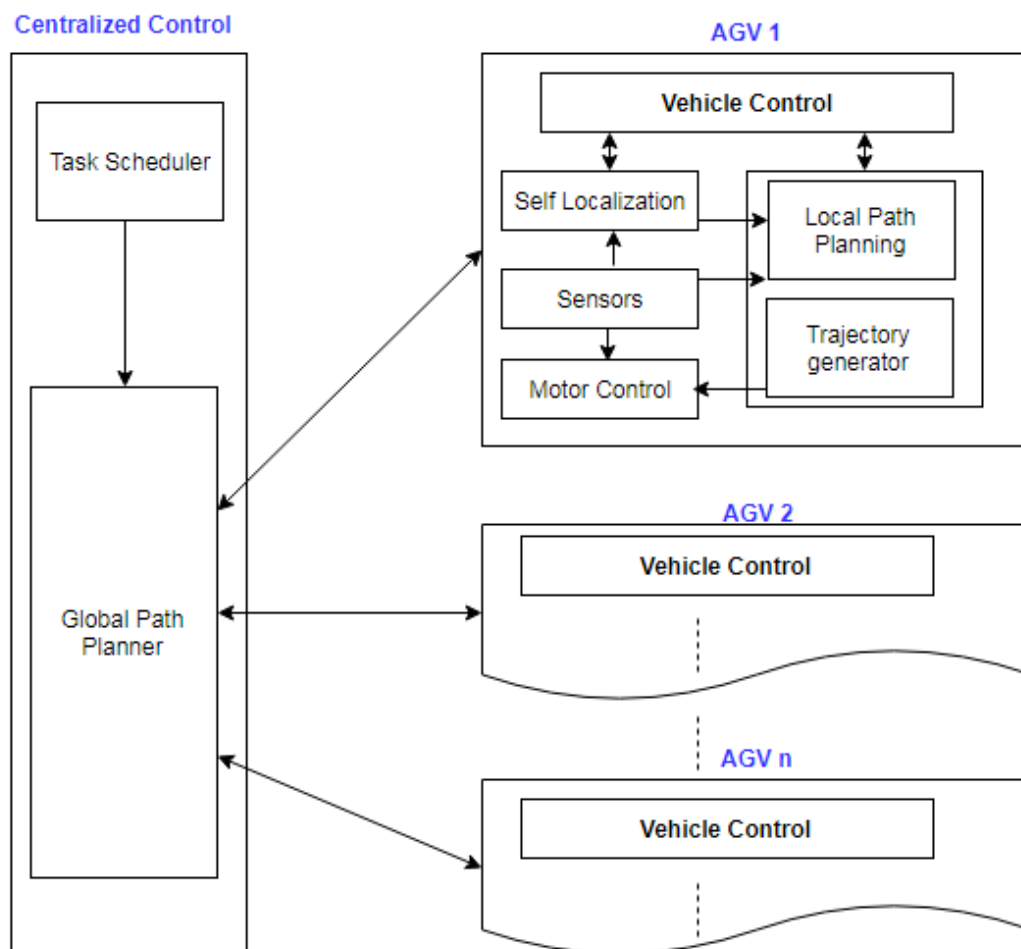 Centralized Control
Task Scheduler
Global Path
Planner
AGV 1
Vehicle Control
Self Localization
Local Path
Planning
Sensors
Trajectory
generator
Motor Control
AGV 2
Vehicle Control
AGV n
Vehicle Control